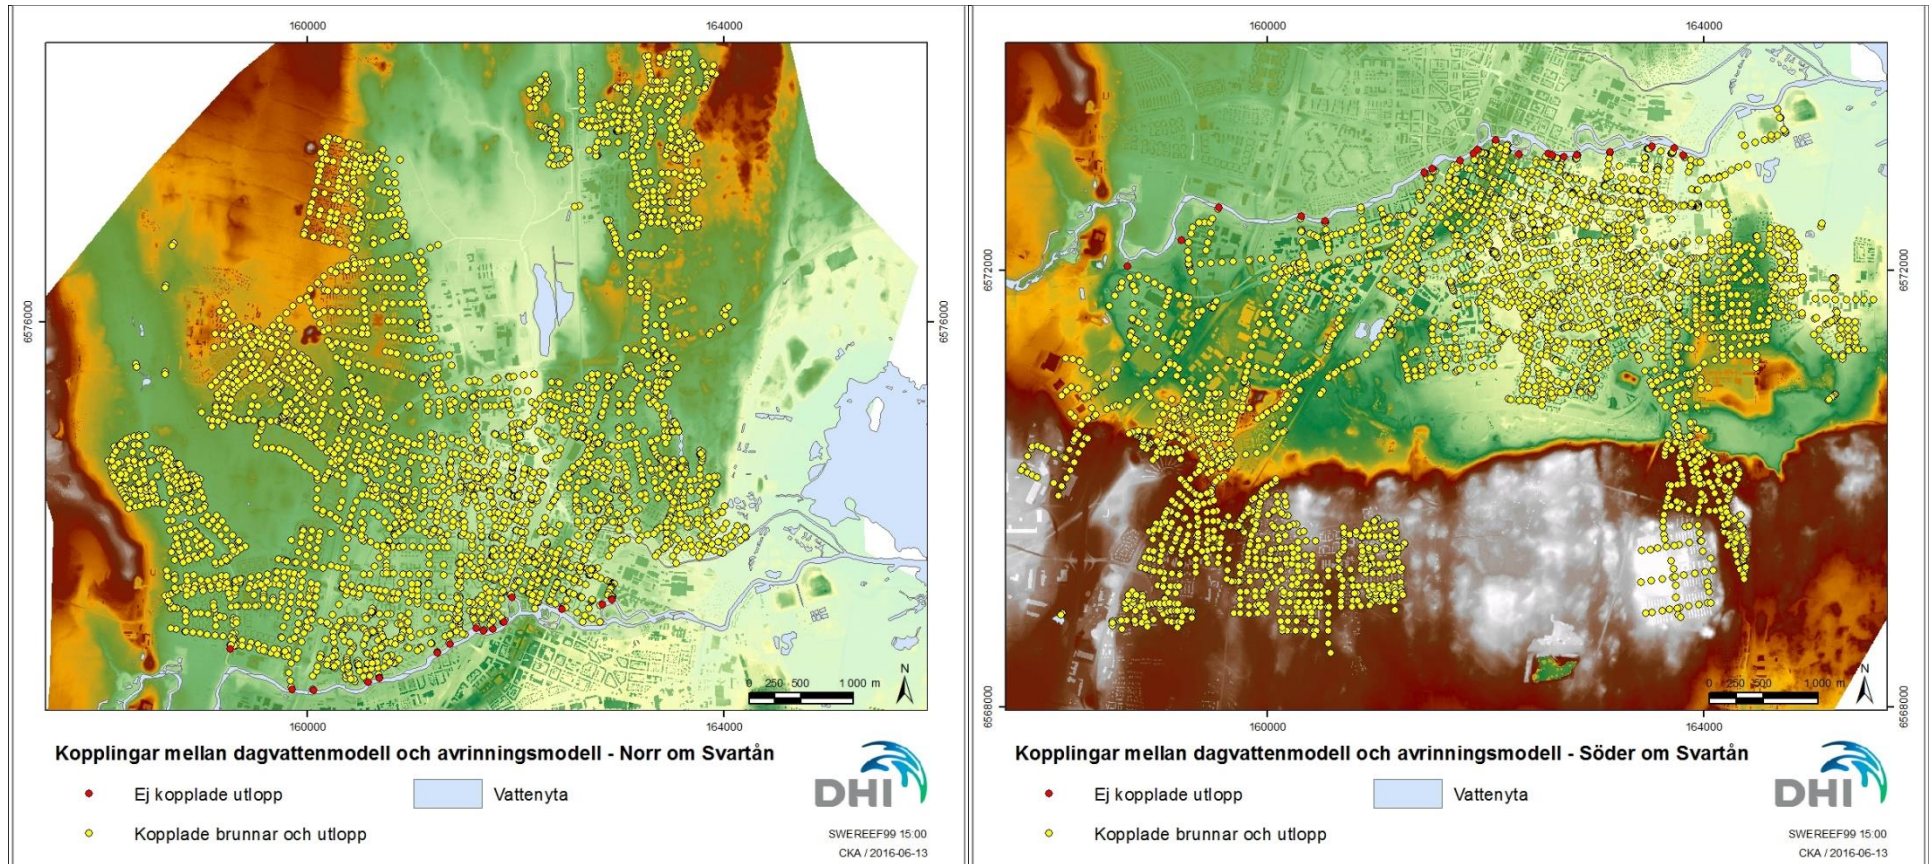 160000 164000
6576000 6576000
N
0 250 500 1 000 m
160000 164000
Kopplingar mellan dagvattenmodell och avrinningsmodell - Norr om Svartån
Ej kopplade utlopp Vattenyta
DHI
Kopplade brunnar och utlopp
SWEREEF99 15:00
CKA / 2016-06-13
160000 164000
6572000 6572000
N
0 250 500 1 000 m
6568000 6568000
160000 164000
Kopplingar mellan dagvattenmodell och avrinningsmodell - Söder om Svartån
Ej kopplade utlopp Vattenyta
DHI
Kopplade brunnar och utlopp
SWEREEF99 15:00
CKA / 2016-06-13